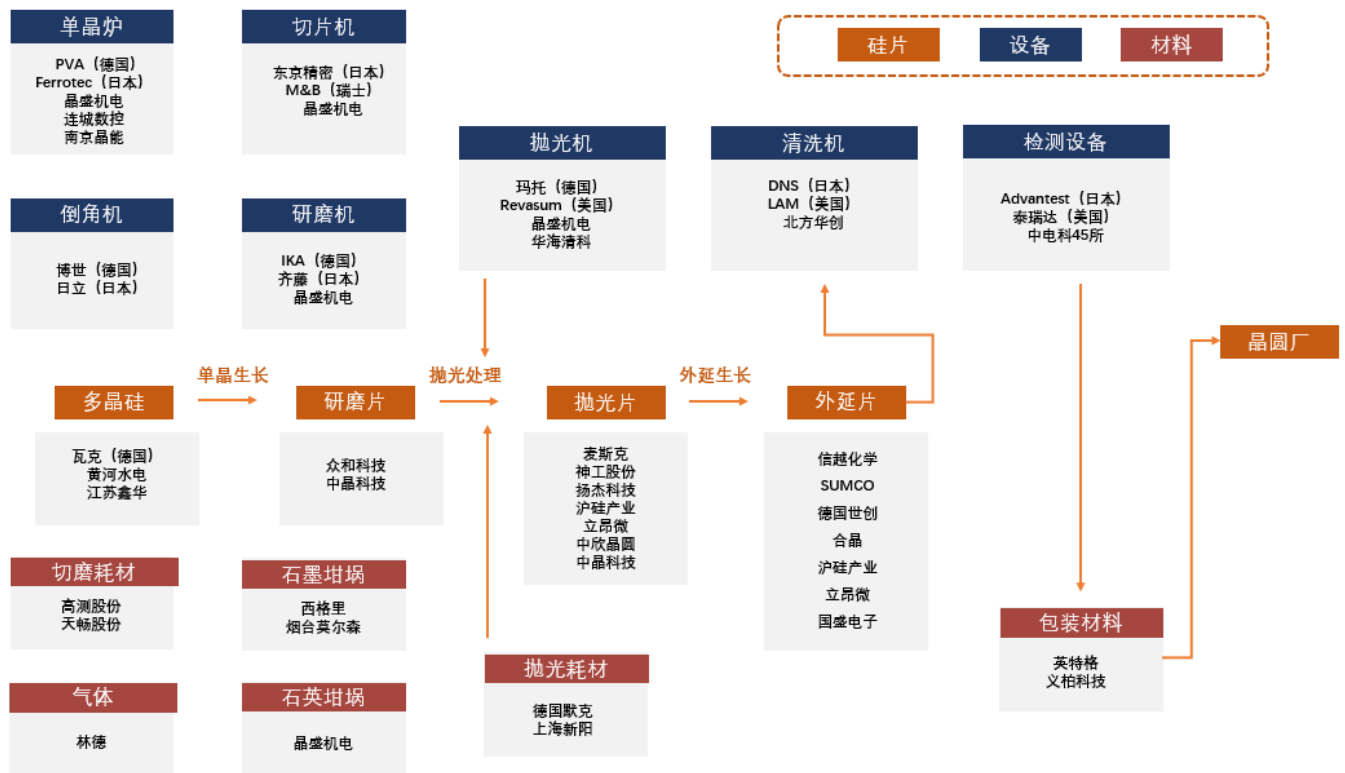 单晶炉
PVA（德国）
Ferrotec（日本）
晶盛机电
连城数控
南京晶能
切片机
东京精密（日本）
M&B（瑞士）
晶盛机电
硅片
设备
材料
倒角机
博世（德国）
日立（日本）
研磨机
IKA（德国）
齐藤（日本）
晶盛机电
抛光机
玛托（德国）
Revasum（美国）
晶盛机电
华海清科
清洗机
DNS（日本）
LAM（美国）
北方华创
检测设备
Advantest（日本）
泰瑞达（美国）
中电科45所
晶圆厂
多晶硅
瓦克（德国）
黄河水电
江苏鑫华
单晶生长
研磨片
众和科技
中晶科技
抛光处理
抛光片
麦斯克
神工股份
扬杰科技
沪硅产业
立昂微
中欣晶圆
中晶科技
外延生长
外延片
信越化学
SUMCO
德国世创
合晶
沪硅产业
立昂微
国盛电子
切磨耗材
高测股份
天畅股份
石墨坩埚
西格里
烟台莫尔森
气体
林德
石英坩埚
晶盛机电
抛光耗材
德国默克
上海新阳
包装材料
英特格
义柏科技